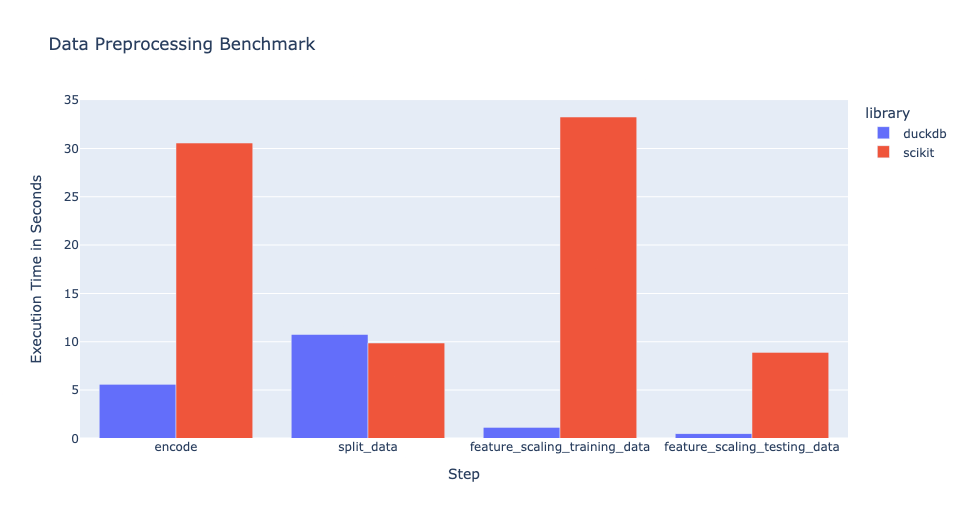 Data Preprocessing Benchmark
library
duckdb
scikit
Execution Time in Seconds
35
30
25
20
15
10
5
0
encode split_data feature_scaling_training_data feature_scaling_testing_data
Step